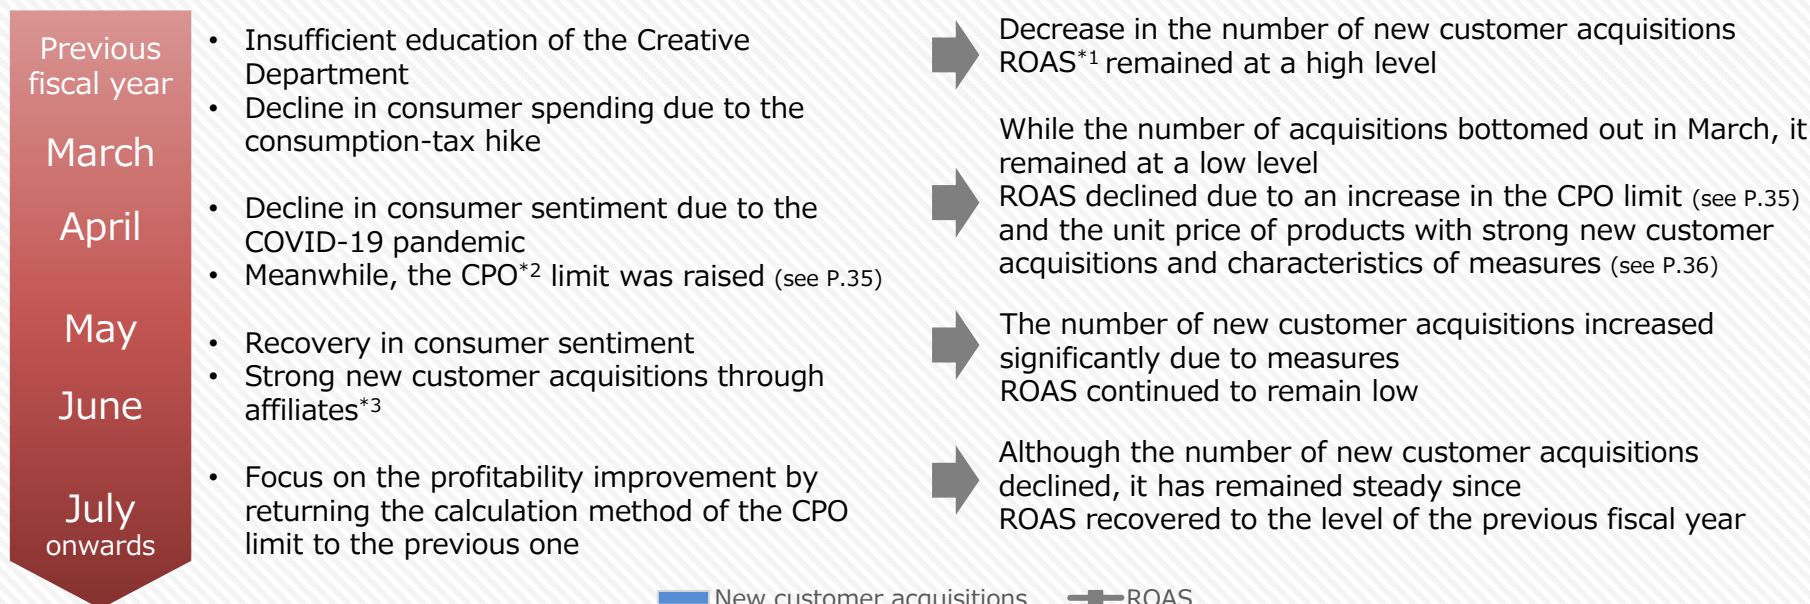 Previous
fiscal year
• Insufficient education of the Creative
Department
• Decline in consumer spending due to the
consumption-tax hike
Decrease in the number of new customer acquisitions
ROAS*1 remained at a high level
March
April
• Decline in consumer sentiment due to the
COVID-19 pandemic
• Meanwhile, the CPO*2 limit was raised (see P.35)
While the number of acquisitions bottomed out in March, it
remained at a low level
ROAS declined due to an increase in the CPO limit (see P.35)
and the unit price of products with strong new customer
acquisitions and characteristics of measures (see P.36)
May
June
• Recovery in consumer sentiment
• Strong new customer acquisitions through
affiliates*3
The number of new customer acquisitions increased
significantly due to measures
ROAS continued to remain low
July
onwards
• Focus on the profitability improvement by
returning the calculation method of the CPO
limit to the previous one
Although the number of new customer acquisitions
declined, it has remained steady since
ROAS recovered to the level of the previous fiscal year
New customer acquisitions
ROAS